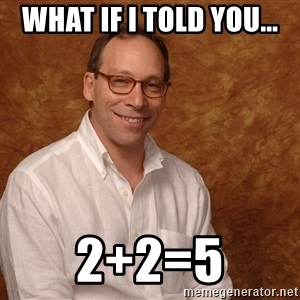 WHAT IF I TOLD YOU...
2+2=5
memegenerator.net